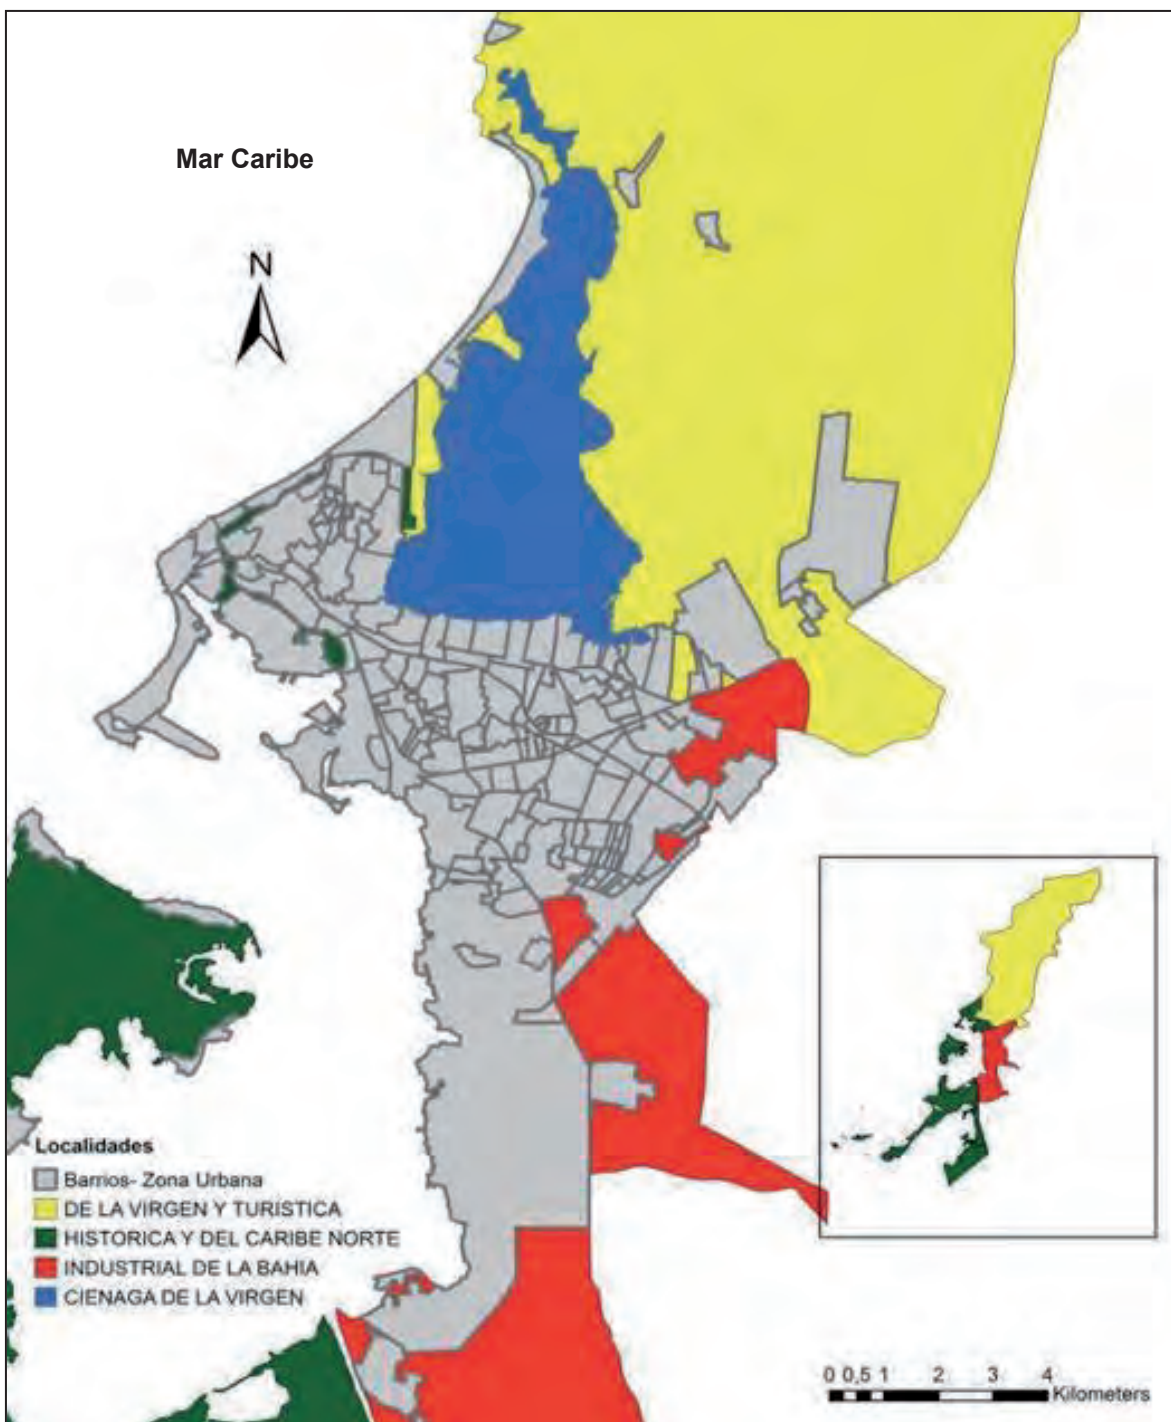 Mar Caribe
N
Localidades
Barrios- Zona Urbana
DE LA VIRGEN Y TURISTICA
HISTORICA Y DEL CARIBE NORTE
INDUSTRIAL DE LA BAHIA
CIENAGA DE LA VIRGEN
0 0,5 1 2 3 4
Kilometers